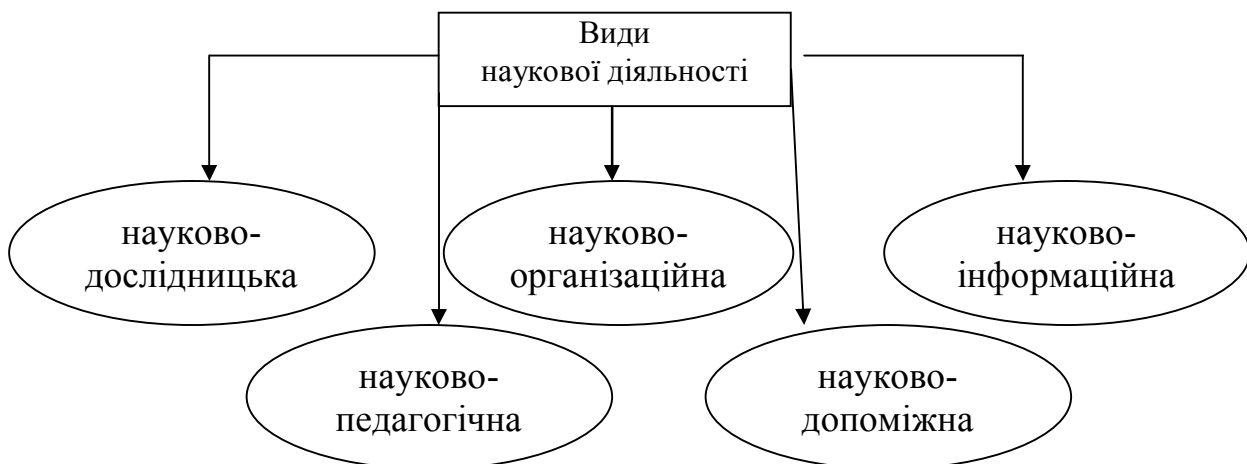 Види
наукової діяльності
науково-
дослідницька
науково-
організаційна
науково-
інформаційна
науково-
педагогічна
науково-
допоміжна